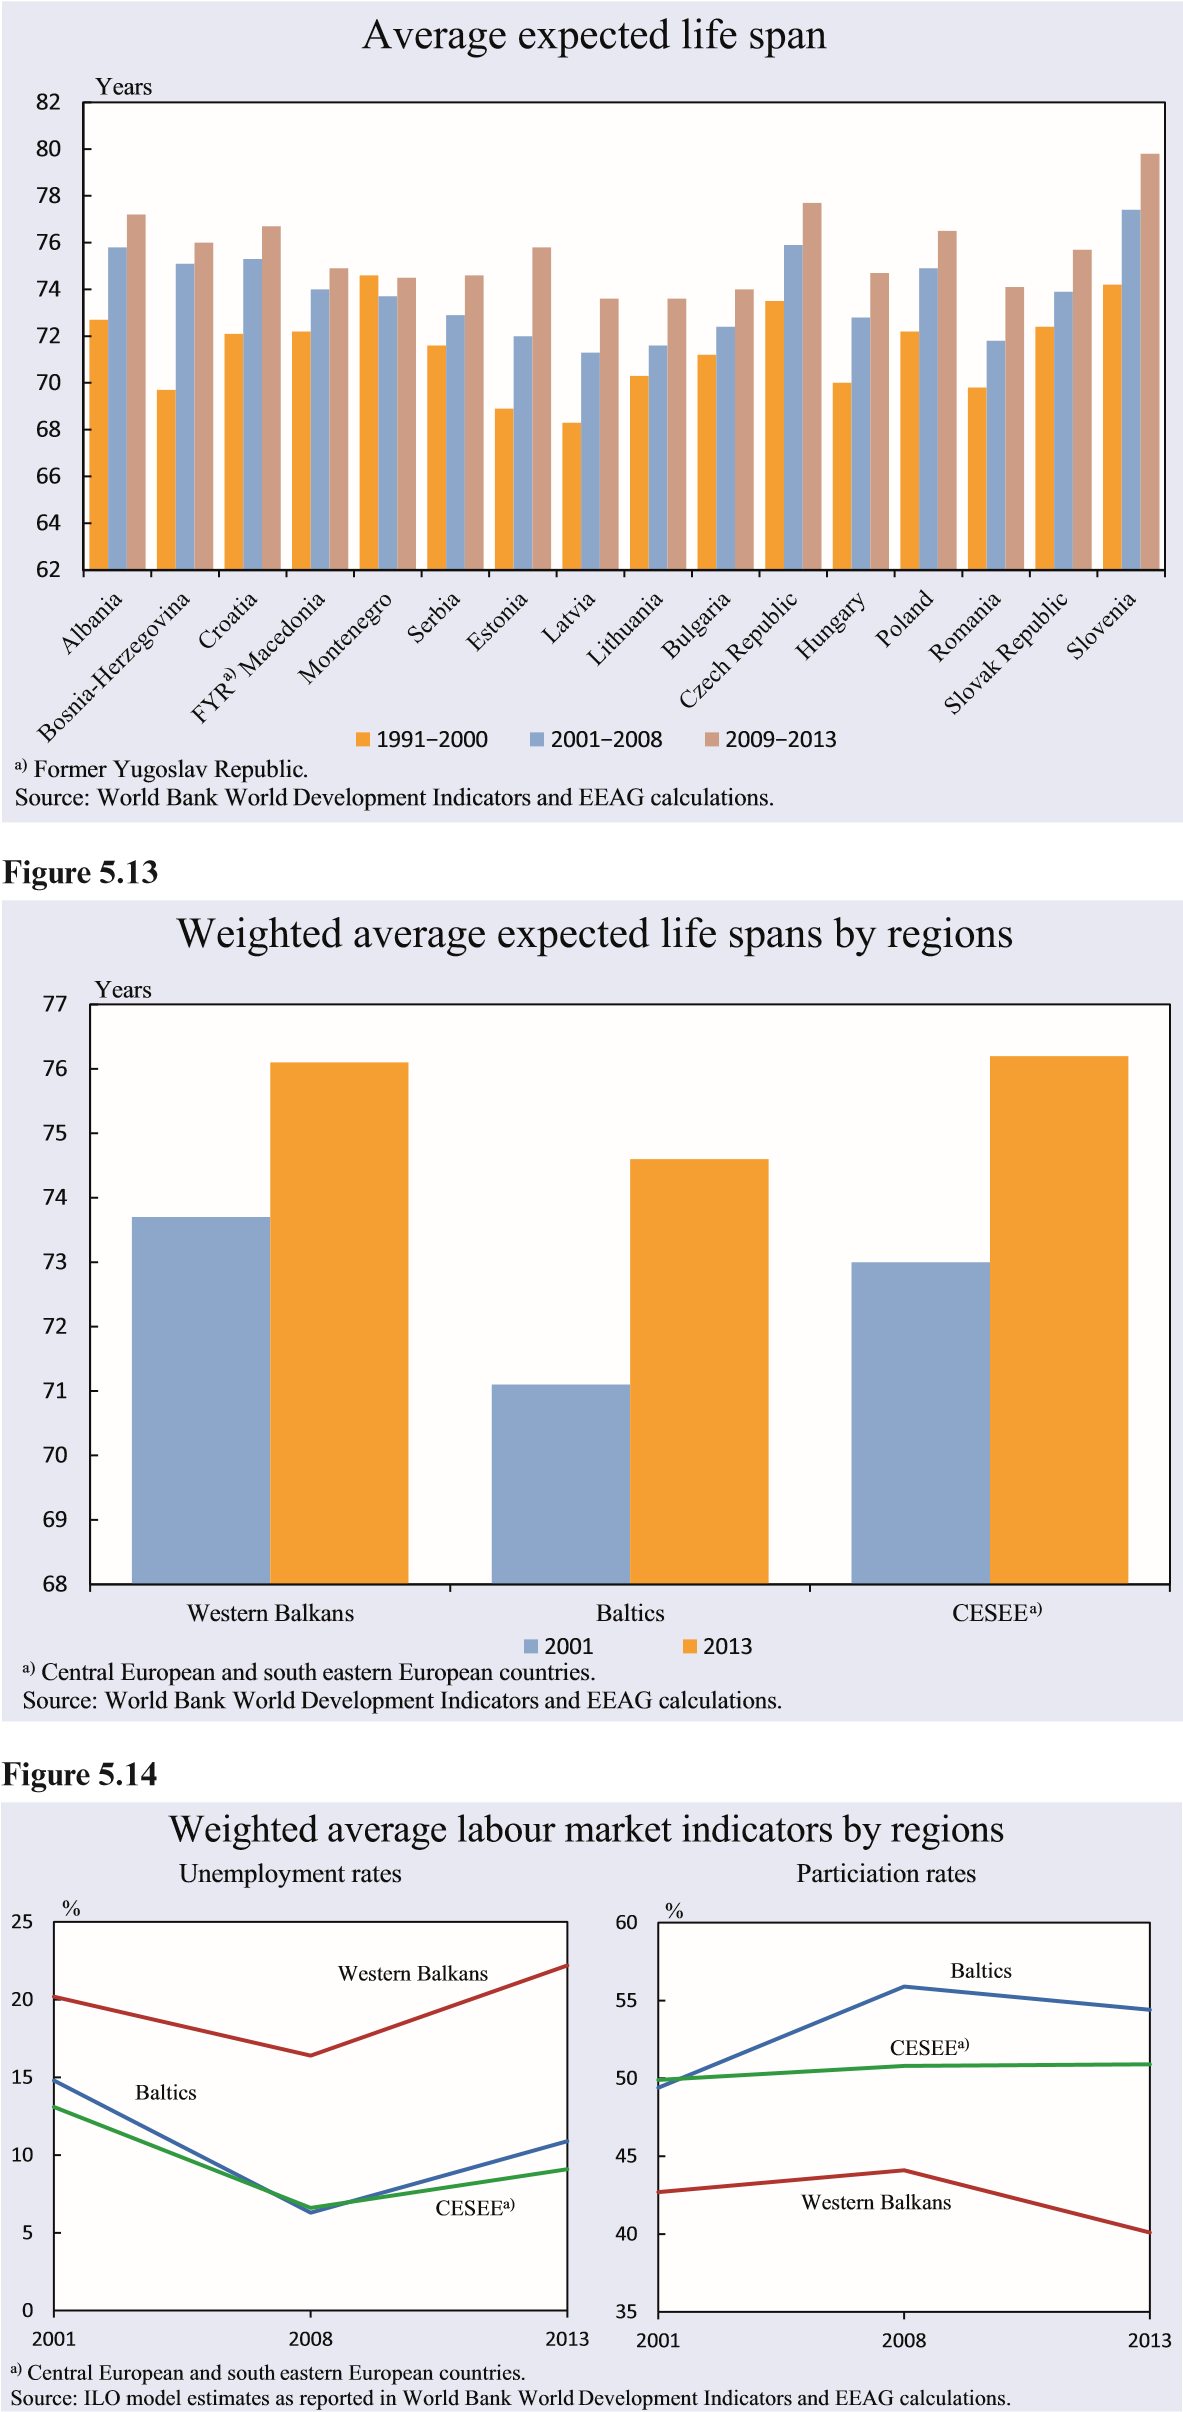 Average expected life span
Years
82
80
78
76
74
72
70
68
66
64
62
Albania
Bosnia-Herzegovina
Croatia
FYRa) Macedonia
Montenegro
Serbia
Estonia
Latvia
Lithuania
Bulgaria
Czech Republic
Hungary
Poland
Romania
Slovak Republic
Slovenia
1991–2000 2001–2008 2009–2013
a) Former Yugoslav Republic.
Source: World Bank World Development Indicators and EEAG calculations.
Figure 5.13
Weighted average expected life spans by regions
Years
77
76
75
74
73
72
71
70
69
68
Western Balkans Baltics CESEEa)
2001 2013
a) Central European and south eastern European countries.
Source: World Bank World Development Indicators and EEAG calculations.
Figure 5.14
Weighted average labour market indicators by regions
Unemployment rates
%
25
20
15
10
5
0
Western Balkans
Baltics
CESEEa)
2001 2008 2013
Particiation rates
%
60
55
50
45
40
35
Baltics
CESEEa)
Western Balkans
2001 2008 2013
a) Central European and south eastern European countries.
Source: ILO model estimates as reported in World Bank World Development Indicators and EEAG calculations.